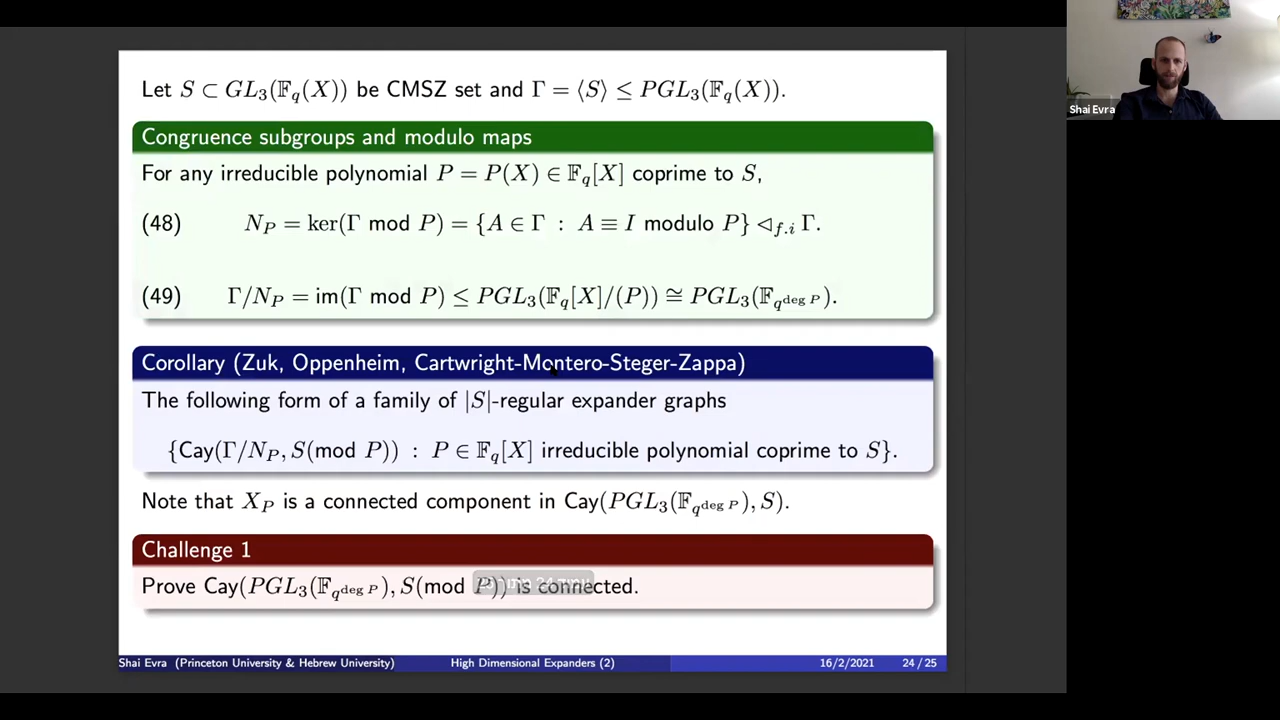 Let S ⊂ GL₃(𝔽_q(X)) be CMSZ set and Γ = ⟨S⟩ ≤ PGL₃(𝔽_q(X)).
Congruence subgroups and modulo maps
For any irreducible polynomial P = P(X) ∈ 𝔽_q[X] coprime to S,
(48) N_P = ker(Γ mod P) = {A ∈ Γ : A ≡ I modulo P} ◁_{f.i} Γ.
(49) Γ/N_P = im(Γ mod P) ≤ PGL₃(𝔽_q[X]/(P)) ≅ PGL₃(𝔽_{q^{deg P}}).
Corollary (Zuk, Oppenheim, Cartwright-Montero-Steger-Zappa)
The following form of a family of |S|-regular expander graphs
{Cay(Γ/N_P, S(mod P)) : P ∈ 𝔽_q[X] irreducible polynomial coprime to S}.
Note that X_P is a connected component in Cay(PGL₃(𝔽_{q^{deg P}}), S).
Challenge 1
Prove Cay(PGL₃(𝔽_{q^{deg P}}), S(mod P)) is connected.
Shai Evra (Princeton University & Hebrew University) High Dimensional Expanders (2) 16/2/2021 24 / 25
Shai Evra